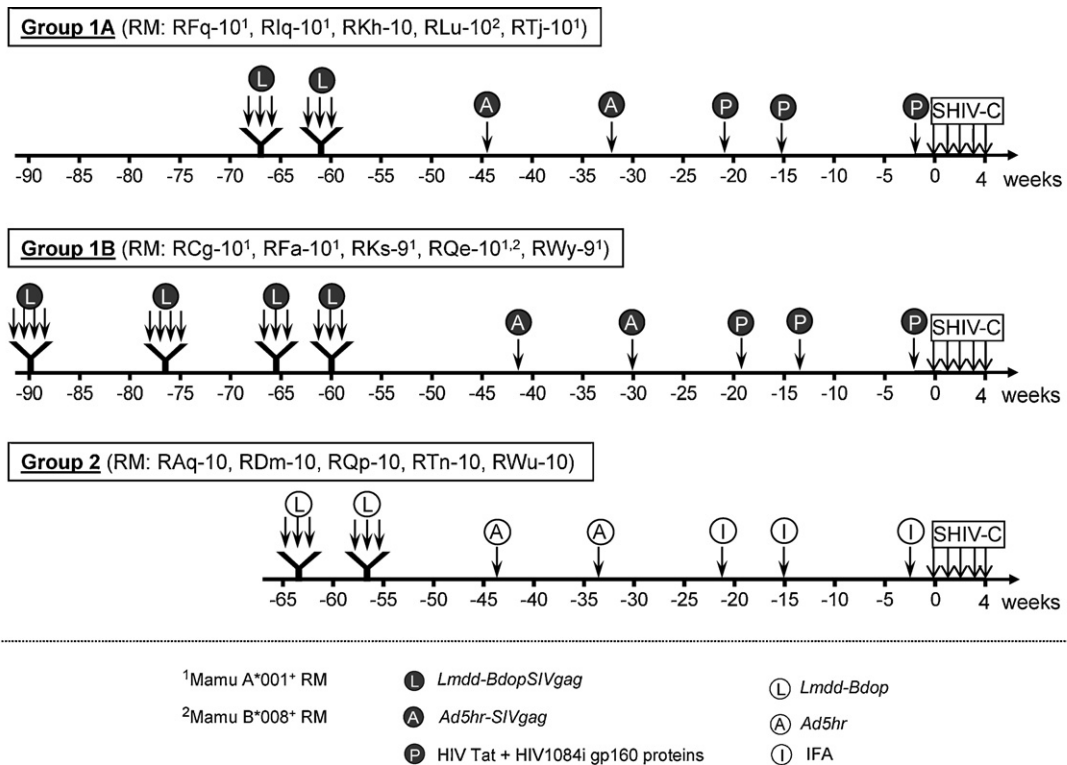 Group 1A (RM: RFq-10¹, RIq-10¹, RKh-10, RLu-10², RTj-10¹)
L L
A A P P P SHIV-C
-90 -85 -80 -75 -70 -65 -60 -55 -50 -45 -40 -35 -30 -25 -20 -15 -10 -5 0 4 weeks
Group 1B (RM: RCg-10¹, RFa-10¹, RKs-9¹, RQe-10¹,², RWy-9¹)
L L L L
A A P P P SHIV-C
-90 -85 -80 -75 -70 -65 -60 -55 -50 -45 -40 -35 -30 -25 -20 -15 -10 -5 0 4 weeks
Group 2 (RM: RAq-10, RDm-10, RQp-10, RTn-10, RWu-10)
L L
A A I I I SHIV-C
-65 -60 -55 -50 -45 -40 -35 -30 -25 -20 -15 -10 -5 0 4 weeks
¹Mamu A*001⁺ RM L Lmdd-BdopSIVgag L Lmdd-Bdop
²Mamu B*008⁺ RM A Ad5hr-SIVgag A Ad5hr
P HIV Tat + HIV1084i gp160 proteins I IFA